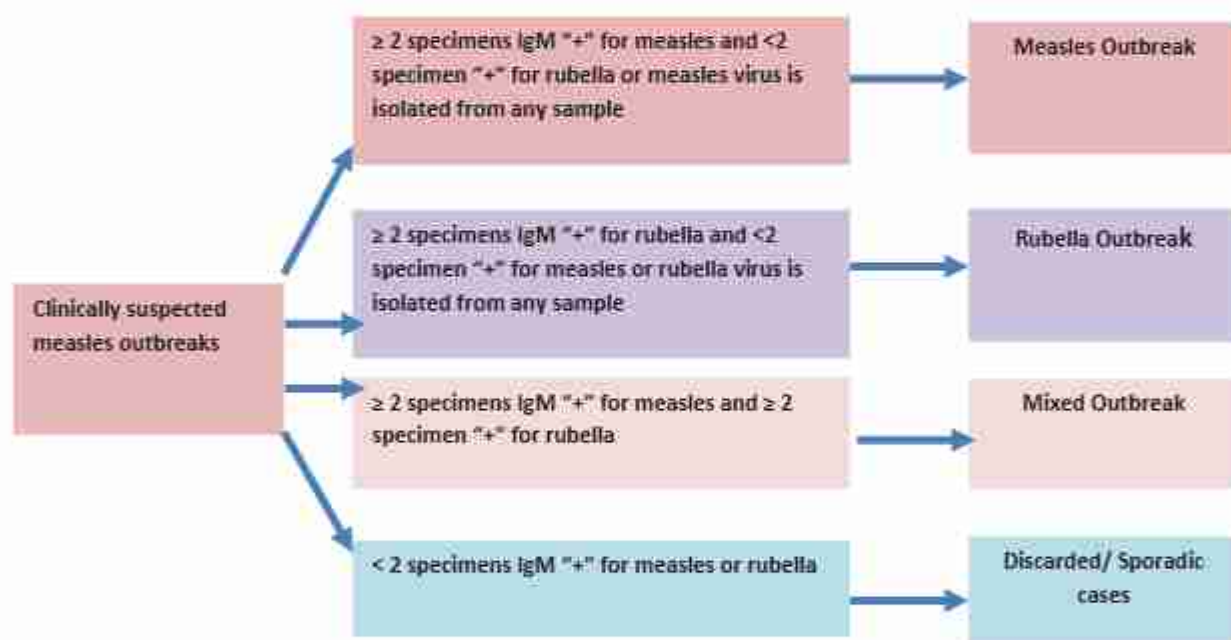 ≥ 2 specimens IgM "+" for measles and <2
specimen "+" for rubella or measles virus is
isolated from any sample
Measles Outbreak
≥ 2 specimens IgM "+" for rubella and <2
specimen "+" for measles or rubella virus is
isolated from any sample
Rubella Outbreak
Clinically suspected
measles outbreaks
≥ 2 specimens IgM "+" for measles and ≥ 2
specimen "+" for rubella
Mixed Outbreak
< 2 specimens IgM "+" for measles or rubella
Discarded/ Sporadic
cases